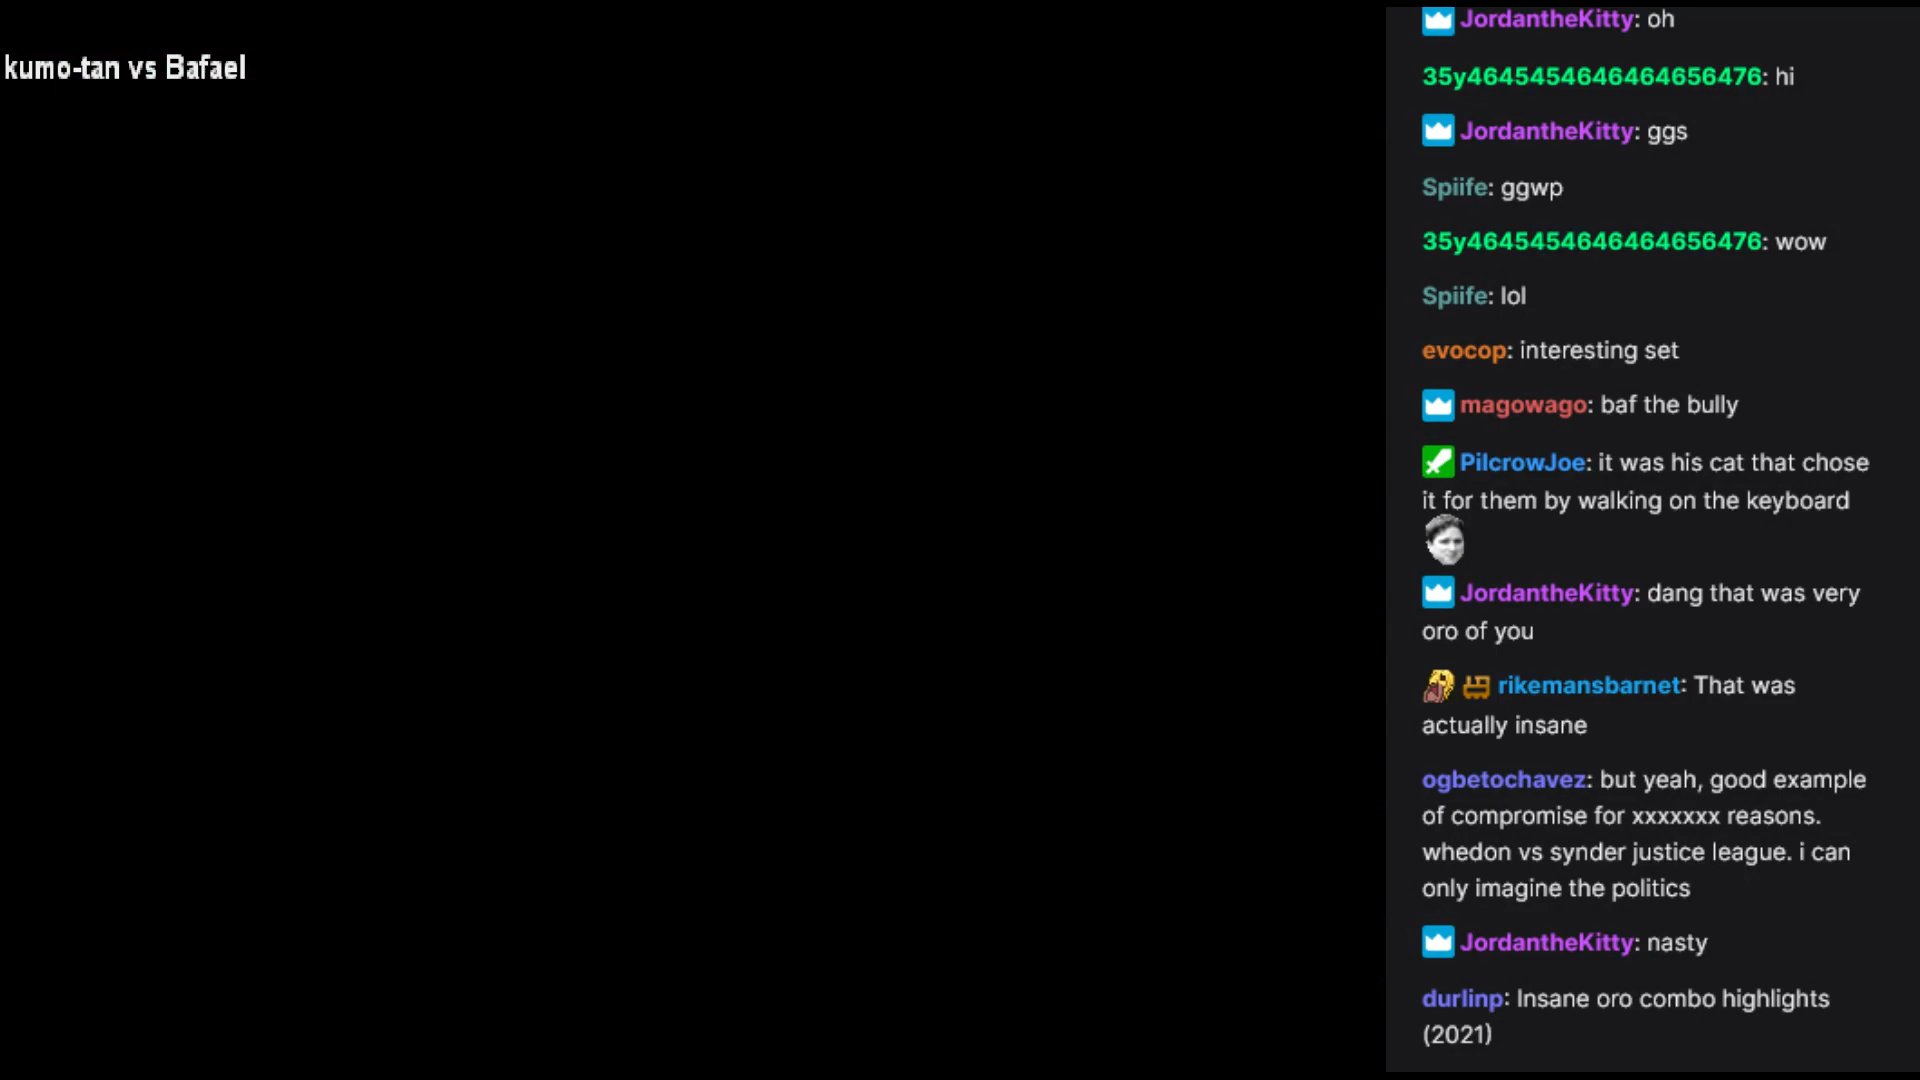 kumo-tan vs Bafael
JordantheKitty: oh
35y4645454646464656476: hi
JordantheKitty: ggs
Spiife: ggwp
35y4645454646464656476: wow
Spiife: lol
evocop: interesting set
magowago: baf the bully
PilcrowJoe: it was his cat that chose
it for them by walking on the keyboard
JordantheKitty: dang that was very
oro of you
rikemansbarnet: That was
actually insane
ogbetochavez: but yeah, good example
of compromise for xxxxxxx reasons.
whedon vs synder justice league. i can
only imagine the politics
JordantheKitty: nasty
durlinp: Insane oro combo highlights
(2021)